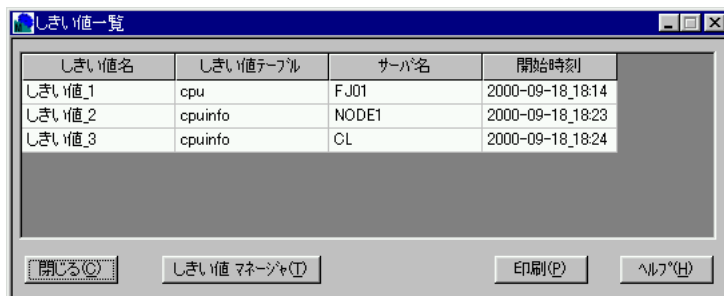 しきい値一覧
しきい値名 しきい値テーブル サーバ名 開始時刻
しきい値_1 cpu FJ01 2000-09-18_18:14
しきい値_2 cpuinfo NODE1 2000-09-18_18:23
しきい値_3 cpuinfo CL 2000-09-18_18:24
閉じる(C) しきい値 マネージャ(T) 印刷(P) ヘルプ(H)